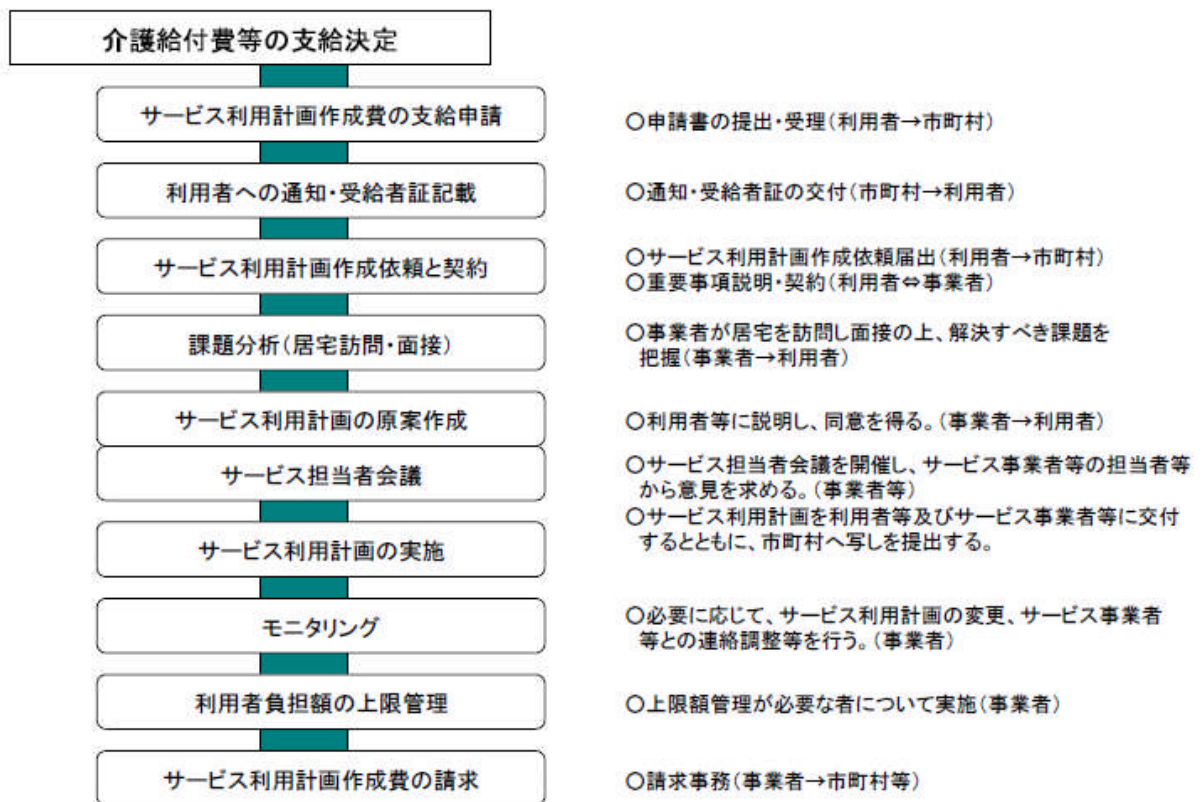 介護給付費等の支給決定
サービス利用計画作成費の支給申請
○申請書の提出・受理(利用者→市町村)
利用者への通知・受給者証記載
○通知・受給者証の交付(市町村→利用者)
サービス利用計画作成依頼と契約
○サービス利用計画作成依頼届出(利用者→市町村)
○重要事項説明・契約(利用者⇔事業者)
課題分析(居宅訪問・面接)
○事業者が居宅を訪問し面接の上、解決すべき課題を
把握(事業者→利用者)
サービス利用計画の原案作成
○利用者等に説明し、同意を得る。(事業者→利用者)
サービス担当者会議
○サービス担当者会議を開催し、サービス事業者等の担当者等
から意見を求める。(事業者等)
サービス利用計画の実施
○サービス利用計画を利用者等及びサービス事業者等に交付
するとともに、市町村へ写しを提出する。
モニタリング
○必要に応じて、サービス利用計画の変更、サービス事業者
等との連絡調整等を行う。(事業者)
利用者負担額の上限管理
○上限額管理が必要な者について実施(事業者)
サービス利用計画作成費の請求
○請求事務(事業者→市町村等)